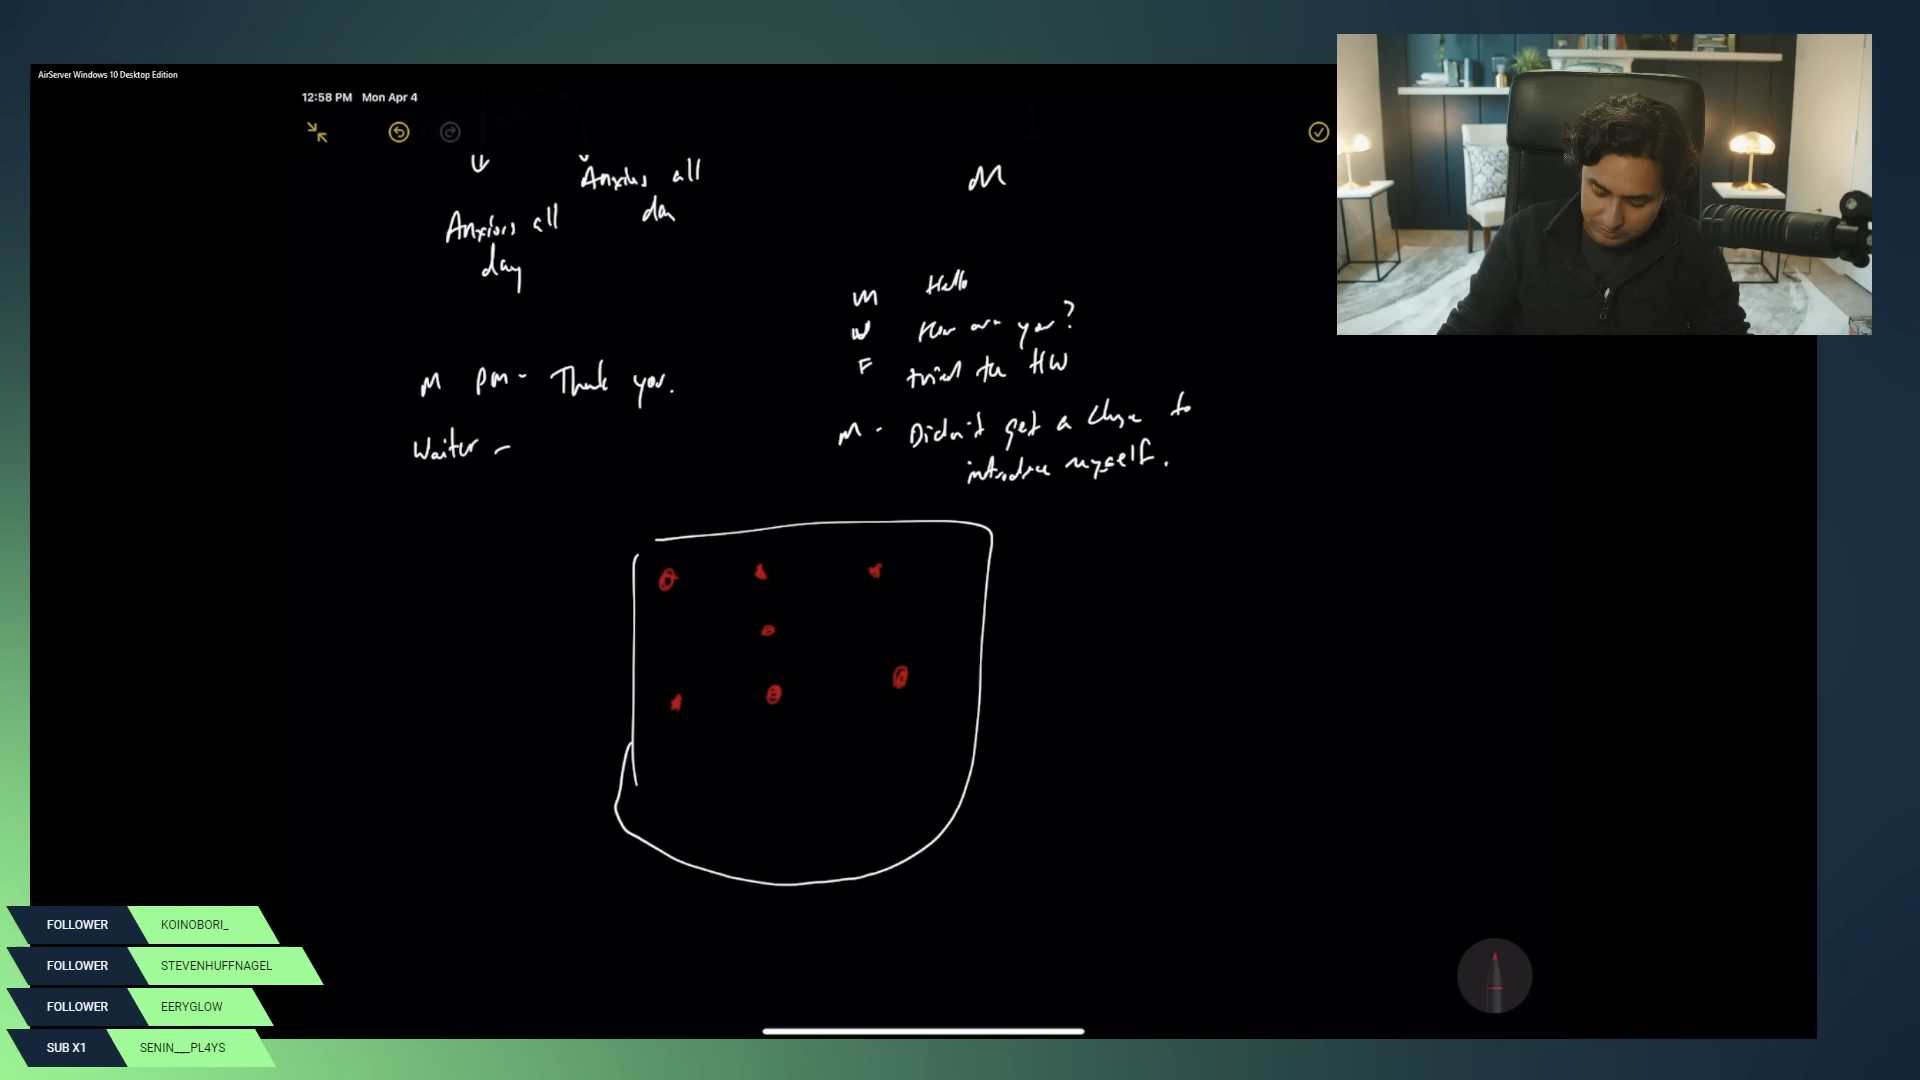 AirServer Windows 10 Desktop Edition
12:58 PM Mon Apr 4
Anxious all
day
Anxious all
day
M
M Hello
W How are you?
F tried the HW
M - Didn't get a chance to
introduce myself.
M PM - Thank you.
Waiter -
FOLLOWER KOINOBORI_
FOLLOWER STEVENHUFFNAGEL
FOLLOWER EERYGLOW
SUB X1 SENIN___PL4YS